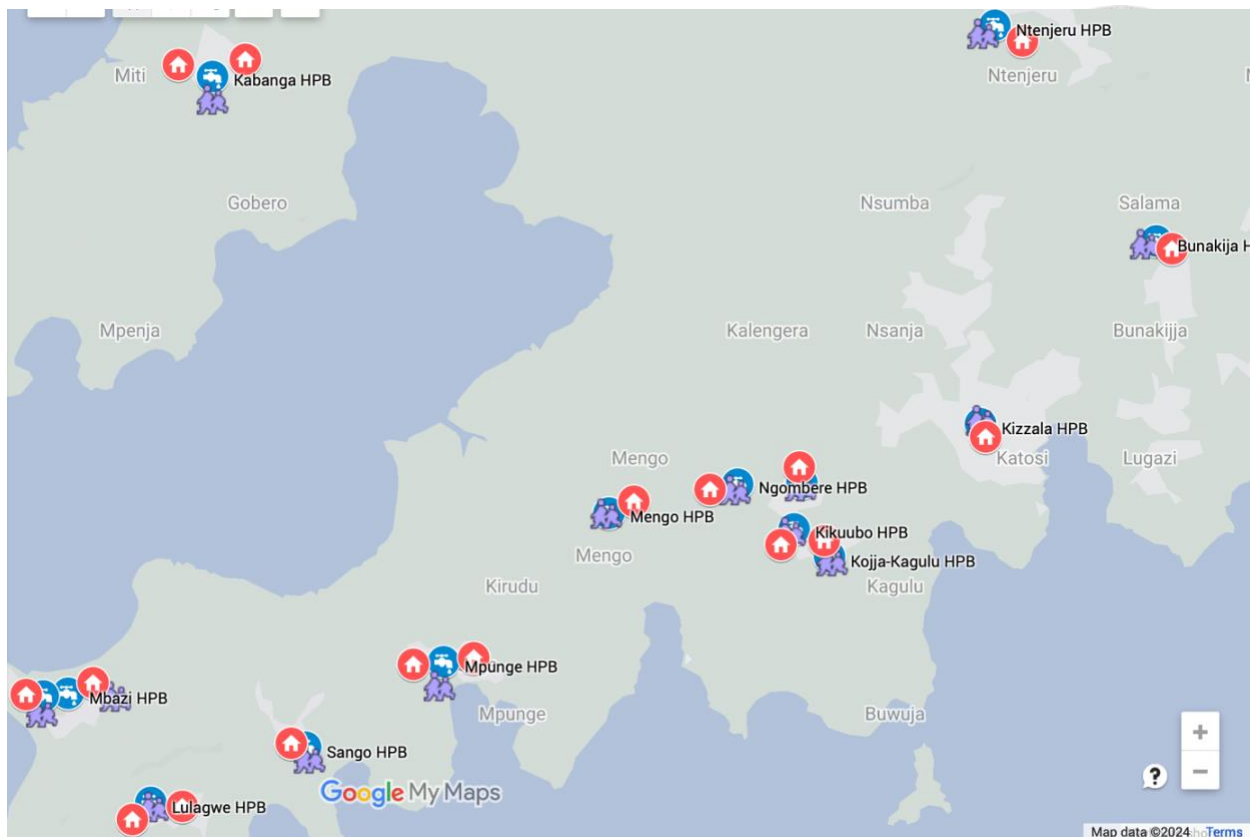 Ntenjeru HPB
Miti
Kabanga HPB
Ntenjeru
Gobero
Nsumba
Salama
Bunakija H
Mpenja
Kalengera
Nsanja
Bunakijja
Kizzala HPB
Mengo
Katosi
Lugazi
Ngombere HPB
Mengo HPB
Kikuubo HPB
Mengo
Kojja-Kagulu HPB
Kirudu
Kagulu
Mpunge HPB
Mbazi HPB
Mpunge
Buwuja
Sango HPB
Google My Maps
Lulagwe HPB
Map data ©2024
Terms